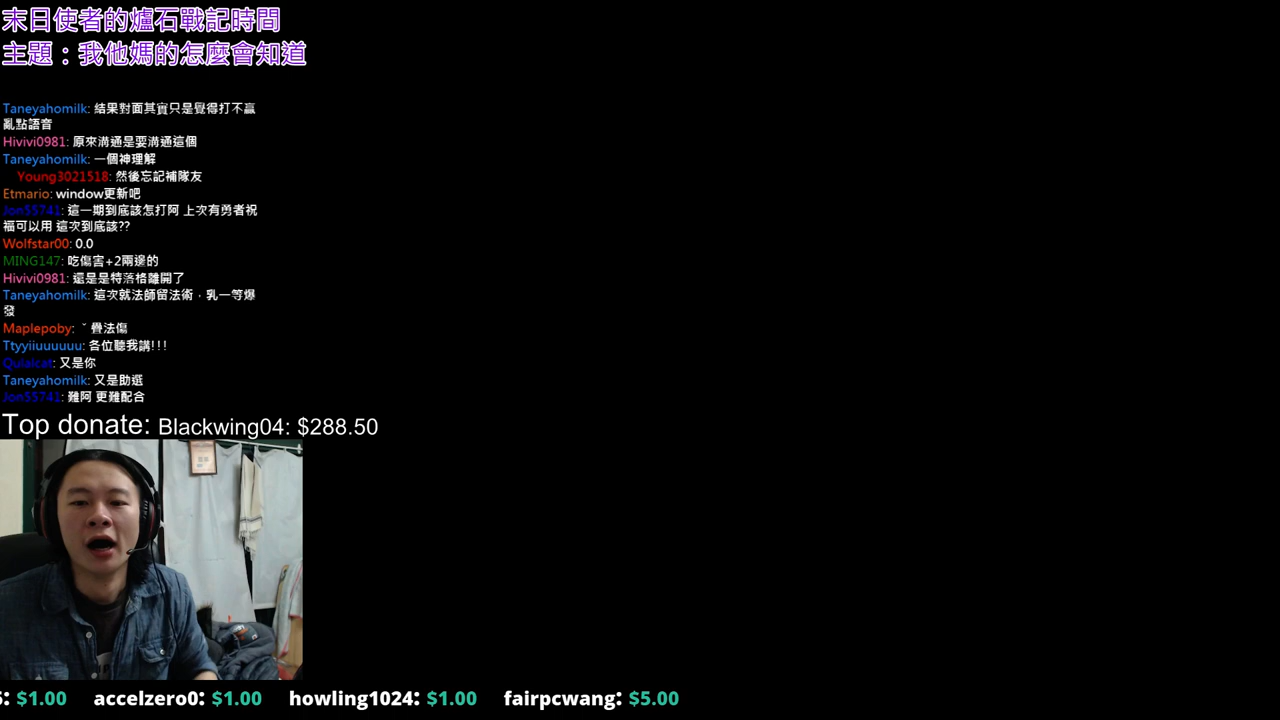 末日使者的爐石戰記時間
主題：我他媽的怎麼會知道
Taneyahomilk: 結果對面其實只是覺得打不贏
亂點語音
Hivivi0981: 原來溝通是要溝通這個
Taneyahomilk: 一個神理解
Young3021518: 然後忘記補隊友
Etmario: window更新吧
Jon55741: 這一期到底該怎打阿 上次有勇者祝
福可以用 這次到底該??
Wolfstar00: 0.0
MING147: 吃傷害+2兩邊的
Hivivi0981: 還是是特落格離開了
Taneyahomilk: 這次就法師留法術，乳一等爆
發
Maplepoby: ˇ疊法傷
Ttyyiiuuuuuu: 各位聽我講!!!
Qulaicat: 又是你
Taneyahomilk: 又是助選
Jon55741: 難阿 更難配合
Top donate: Blackwing04: $288.50
: $1.00 accelzero0: $1.00 howling1024: $1.00 fairpcwang: $5.00